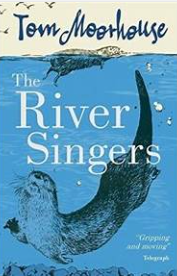 Tom Moorhouse
The
River
Singers
"Gripping
and moving"
Telegraph